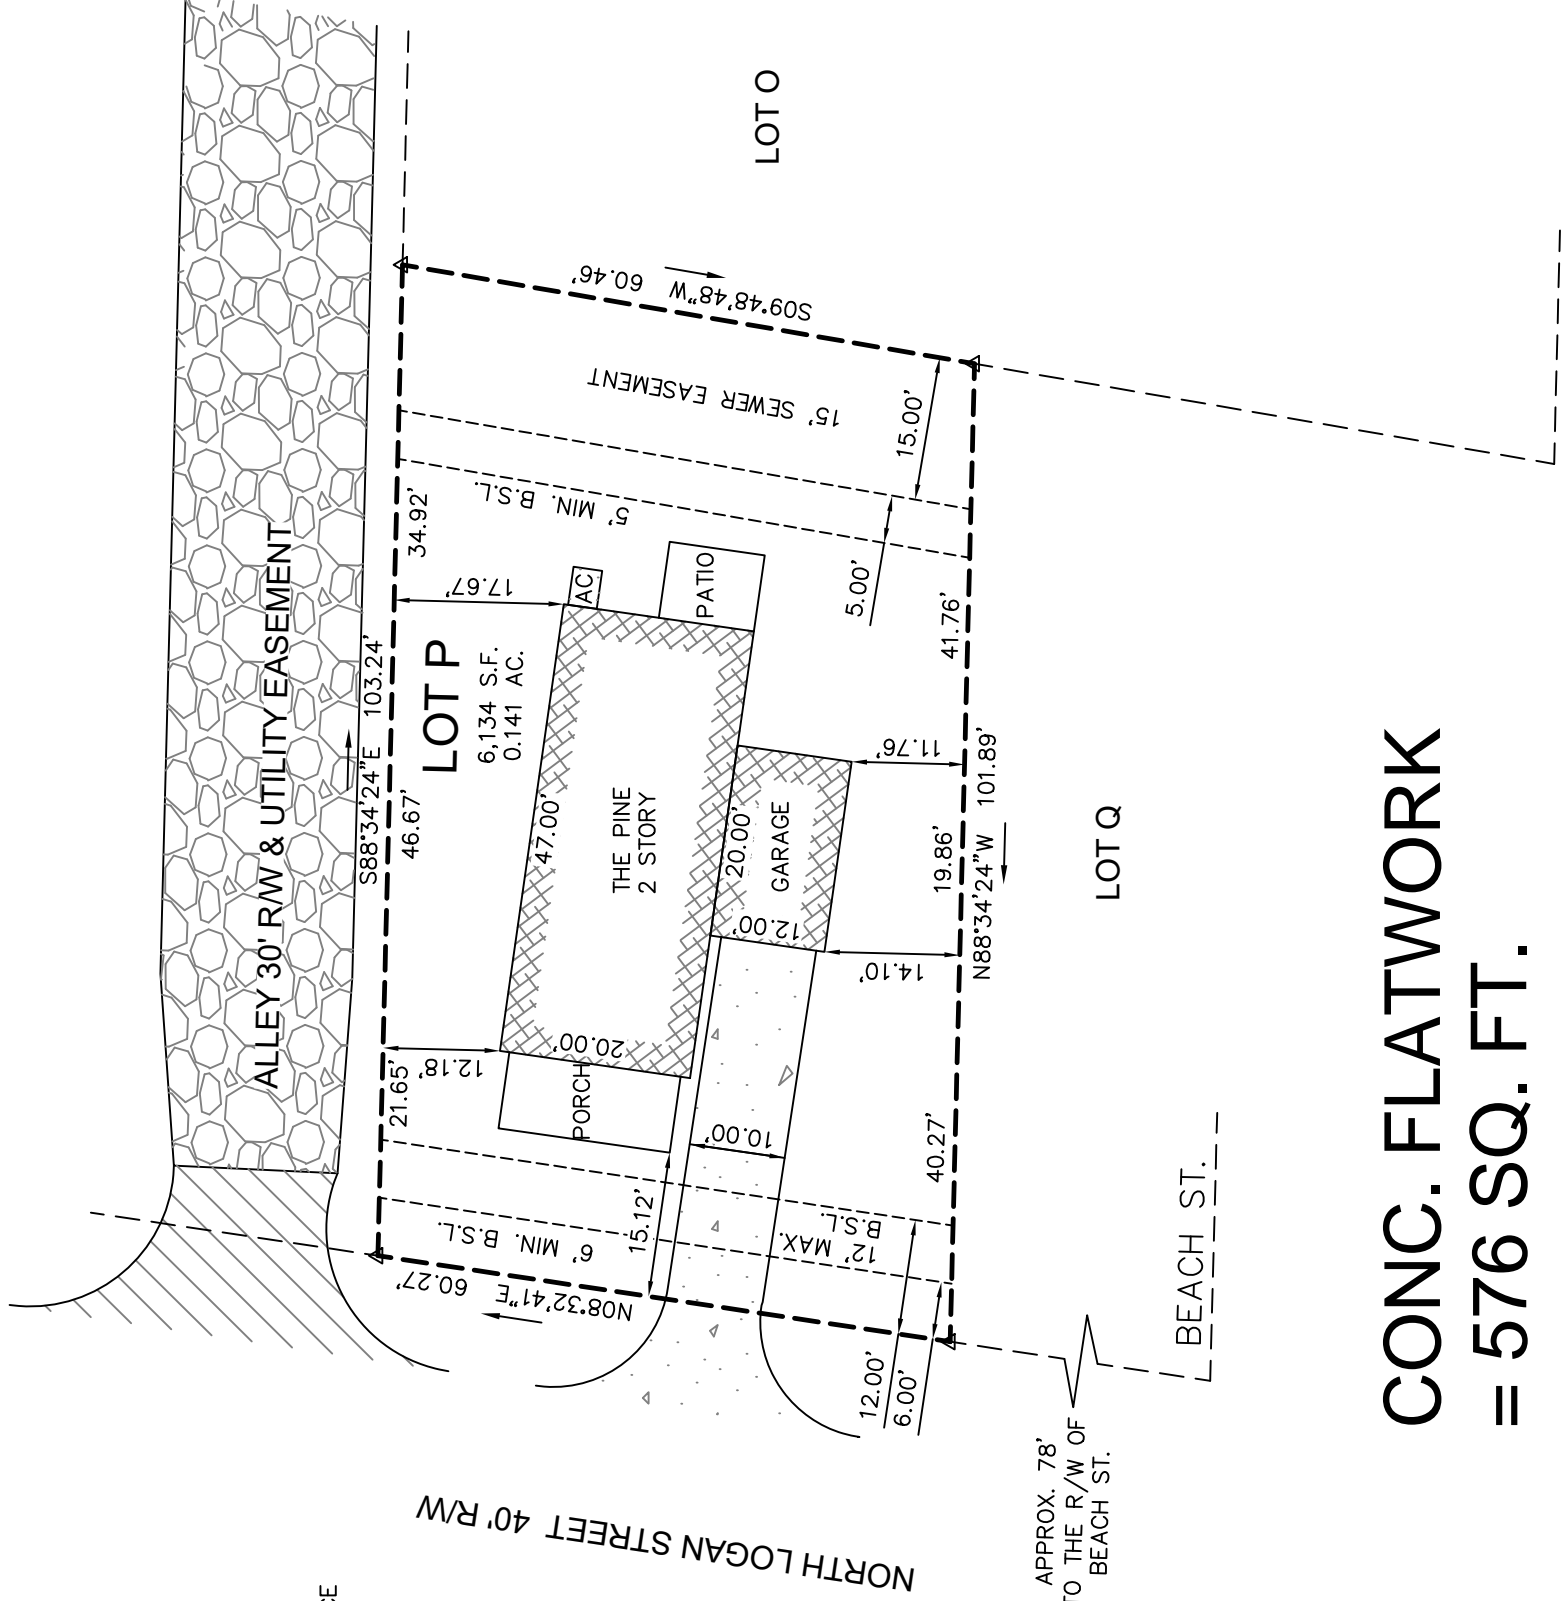 ALLEY 30' R/W & UTILITY EASEMENT
S88°34'24"E 103.24'
21.65'
46.67'
34.92'
12.18'
17.67'
LOT P
6,134 S.F.
0.141 AC.
S09°48'48"W 60.46'
15' SEWER EASEMENT
15.00'
5' MIN. B.S.L.
5.00'
AC
PATIO
47.00'
THE PINE
2 STORY
20.00'
PORCH
20.00'
GARAGE
12.00'
11.76'
14.10'
10.00'
15.12'
6' MIN. B.S.L.
12' MAX.
B.S.L.
N08°32'41"E 60.27'
12.00'
6.00'
40.27'
19.86'
41.76'
N88°34'24"W 101.89'
LOT O
LOT Q
BEACH ST.
APPROX. 78'
TO THE R/W OF
BEACH ST.
NORTH LOGAN STREET 40' R/W
CONC. FLATWORK
= 576 SQ. FT.